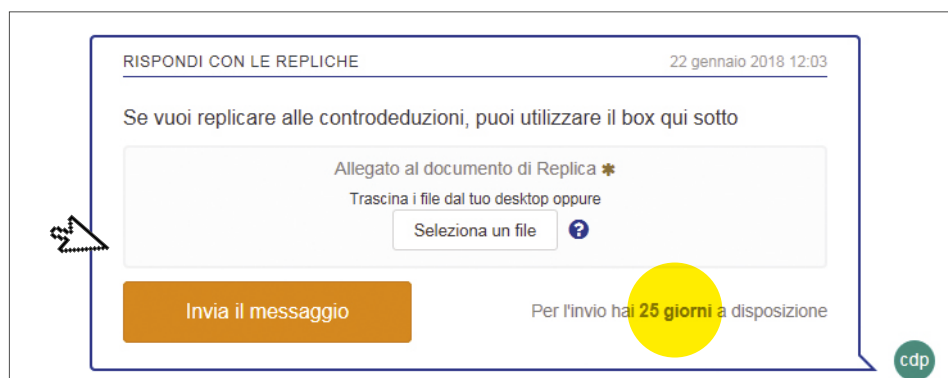 RISPONDI CON LE REPLICHE 22 gennaio 2018 12:03
Se vuoi replicare alle controdeduzioni, puoi utilizzare il box qui sotto
Allegato al documento di Replica ✱
Trascina i file dal tuo desktop oppure
Seleziona un file ?
Invia il messaggio Per l'invio hai 25 giorni a disposizione
cdp